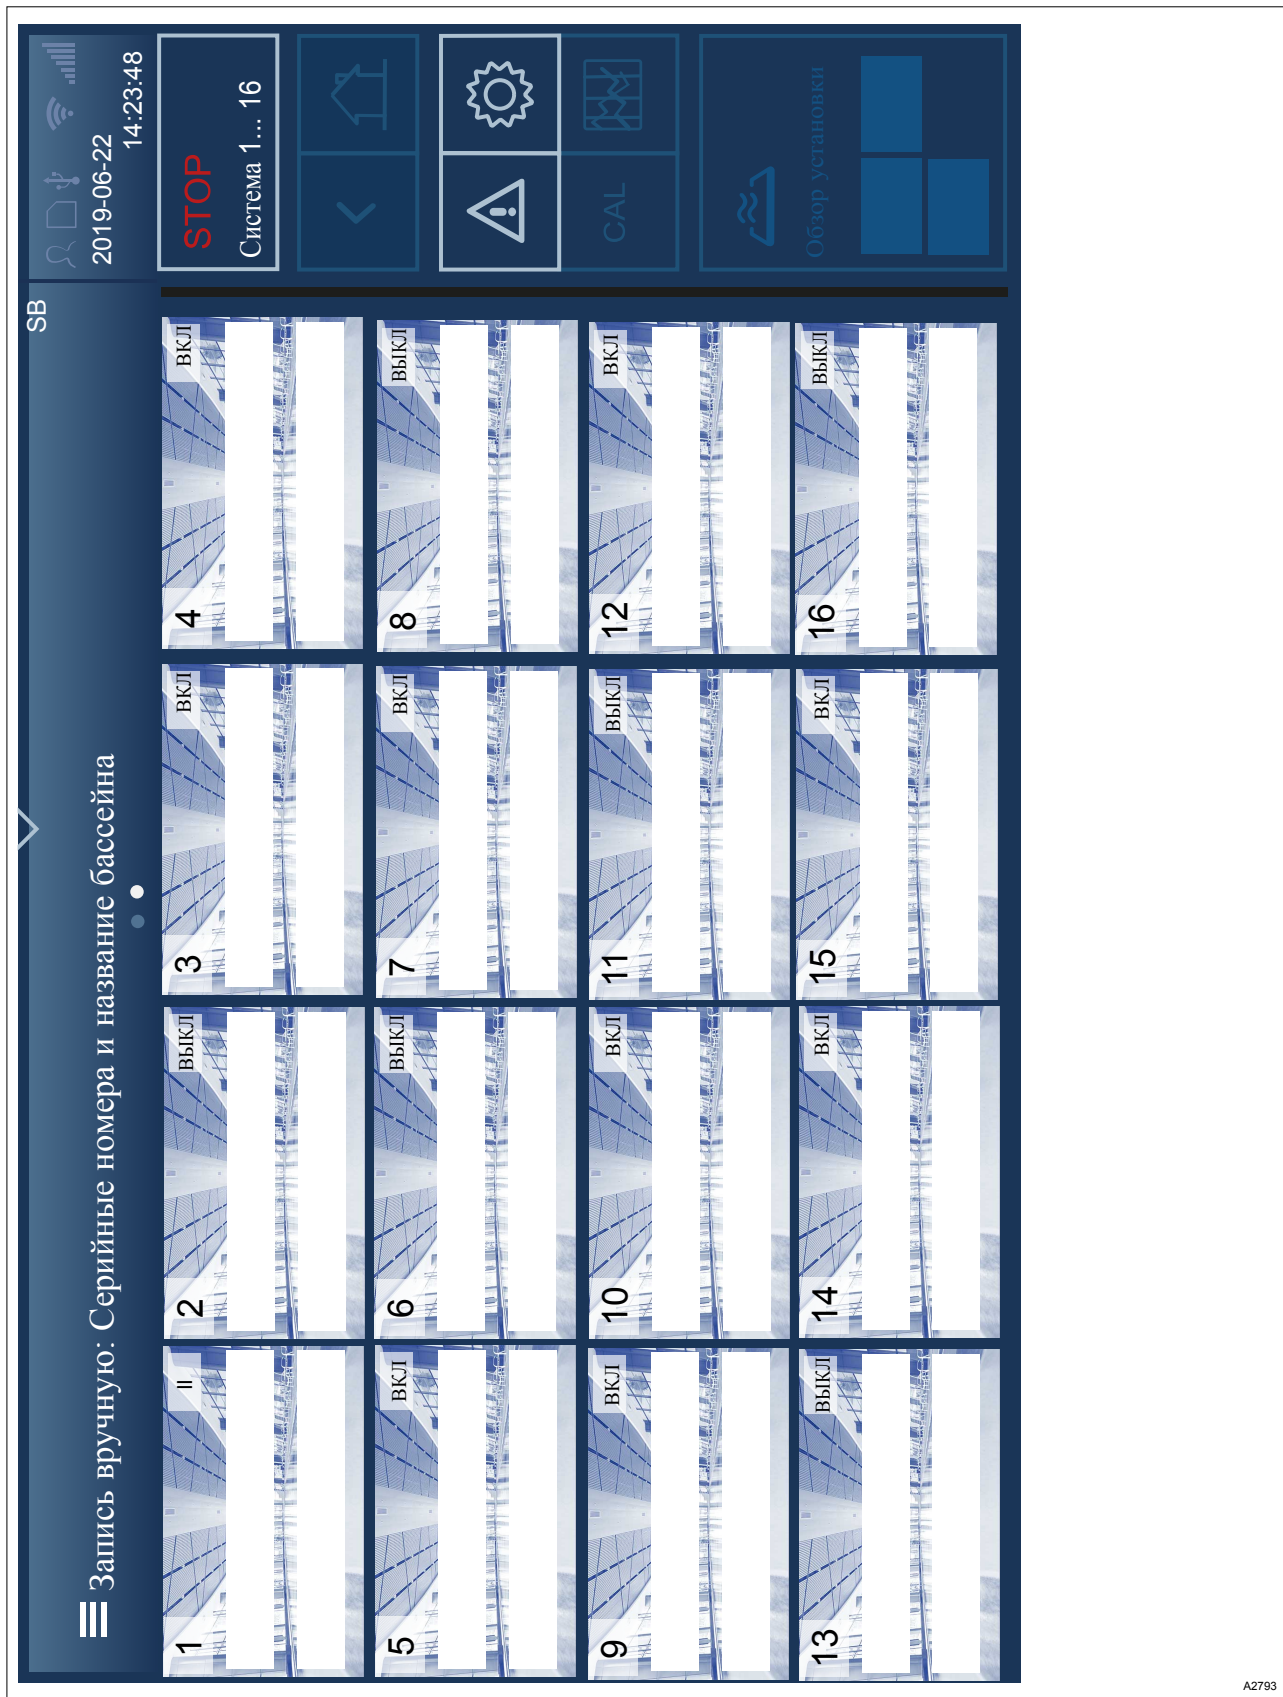 SB
Запись вручную: Серийные номера и название бассейна
2019-06-22
14:23:48
1
II
2
ВЫКЛ
3
ВКЛ
4
ВКЛ
5
ВКЛ
6
ВЫКЛ
7
ВКЛ
8
ВЫКЛ
9
ВКЛ
10
ВКЛ
11
ВЫКЛ
12
ВКЛ
13
ВЫКЛ
14
ВКЛ
15
ВКЛ
16
ВЫКЛ
STOP
Система 1... 16
CAL
Обзор установки
A2793